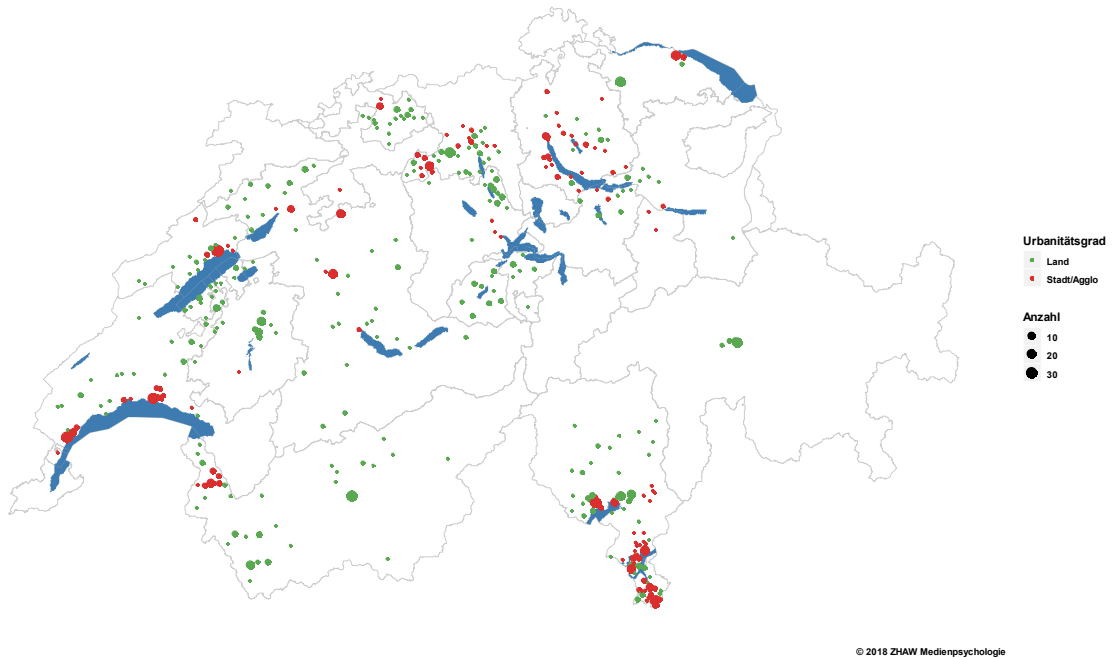 Urbanitätsgrad
Land
Stadt/Agglo
Anzahl
10
20
30
© 2018 ZHAW Medienpsychologie